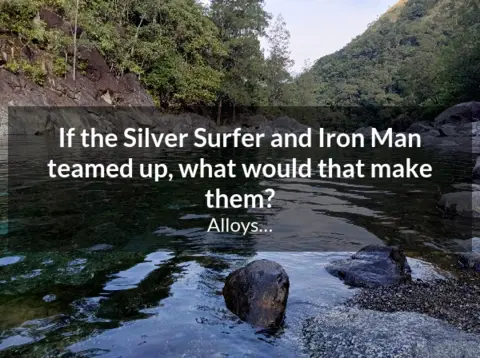 If the Silver Surfer and Iron Man
teamed up, what would that make
them?
Alloys...